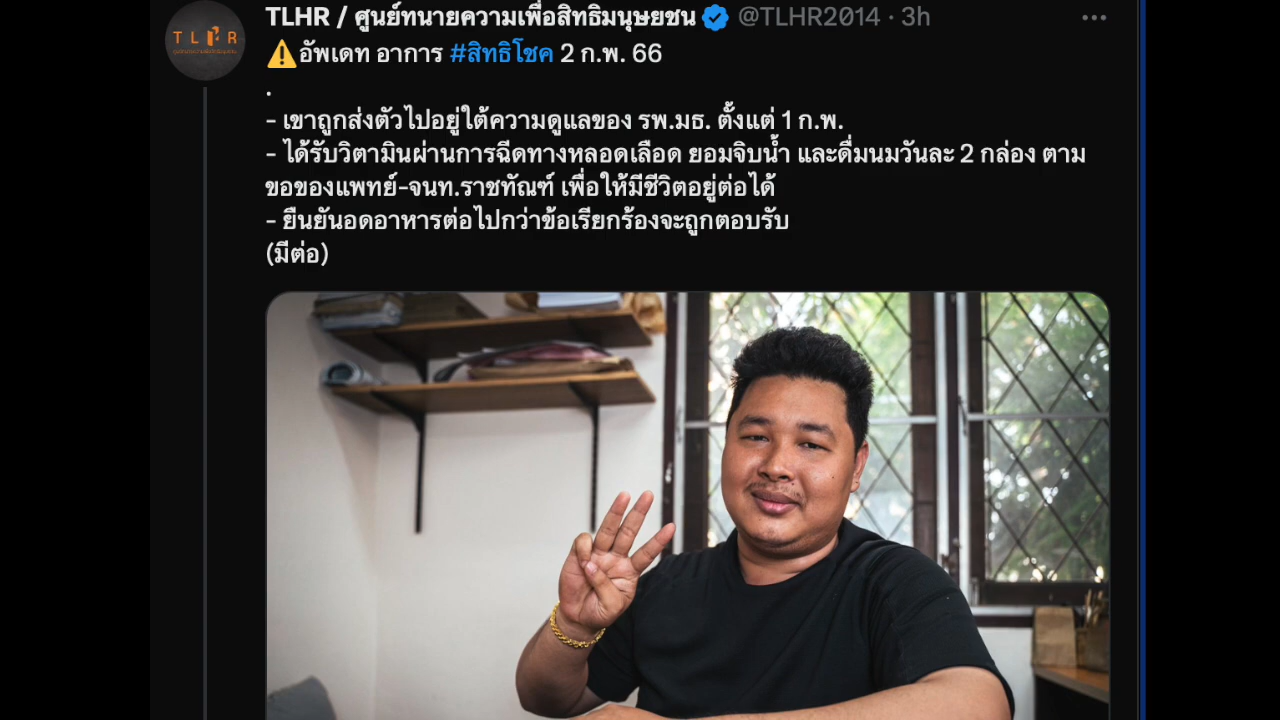 TLHR / ศูนย์ทนายความเพื่อสิทธิมนุษยชน @TLHR2014 · 3h
TLHR
⚠️อัพเดท อาการ #สิทธิโชค 2 ก.พ. 66
.
- เขาถูกส่งตัวไปอยู่ใต้ความดูแลของ รพ.มธ. ตั้งแต่ 1 ก.พ.
- ได้รับวิตามินผ่านการฉีดทางหลอดเลือด ยอมจิบน้ำ และดื่มนมวันละ 2 กล่อง ตาม
ขอของแพทย์-จนท.ราชทัณฑ์ เพื่อให้มีชีวิตอยู่ต่อได้
- ยืนยันอดอาหารต่อไปกว่าข้อเรียกร้องจะถูกตอบรับ
(มีต่อ)